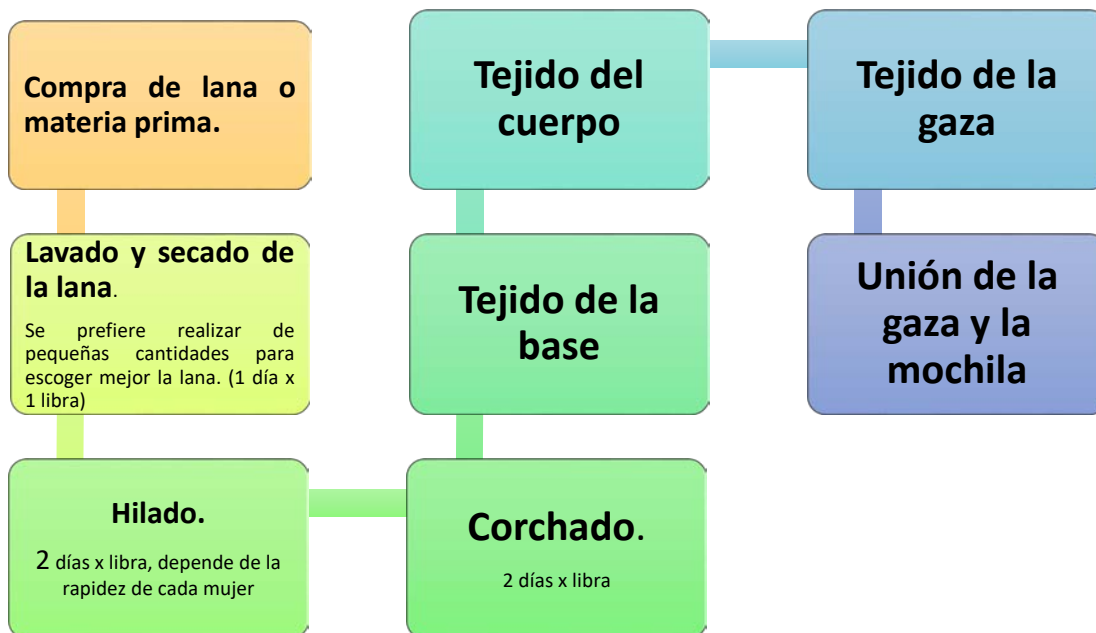 Compra de lana o
materia prima.
Lavado y secado de
la lana.
Se prefiere realizar de
pequeñas cantidades para
escoger mejor la lana. (1 día x
1 libra)
Hilado.
2 días x libra, depende de la
rapidez de cada mujer
Corchado.
2 días x libra
Tejido de la
base
Tejido del
cuerpo
Tejido de la
gaza
Unión de la
gaza y la
mochila